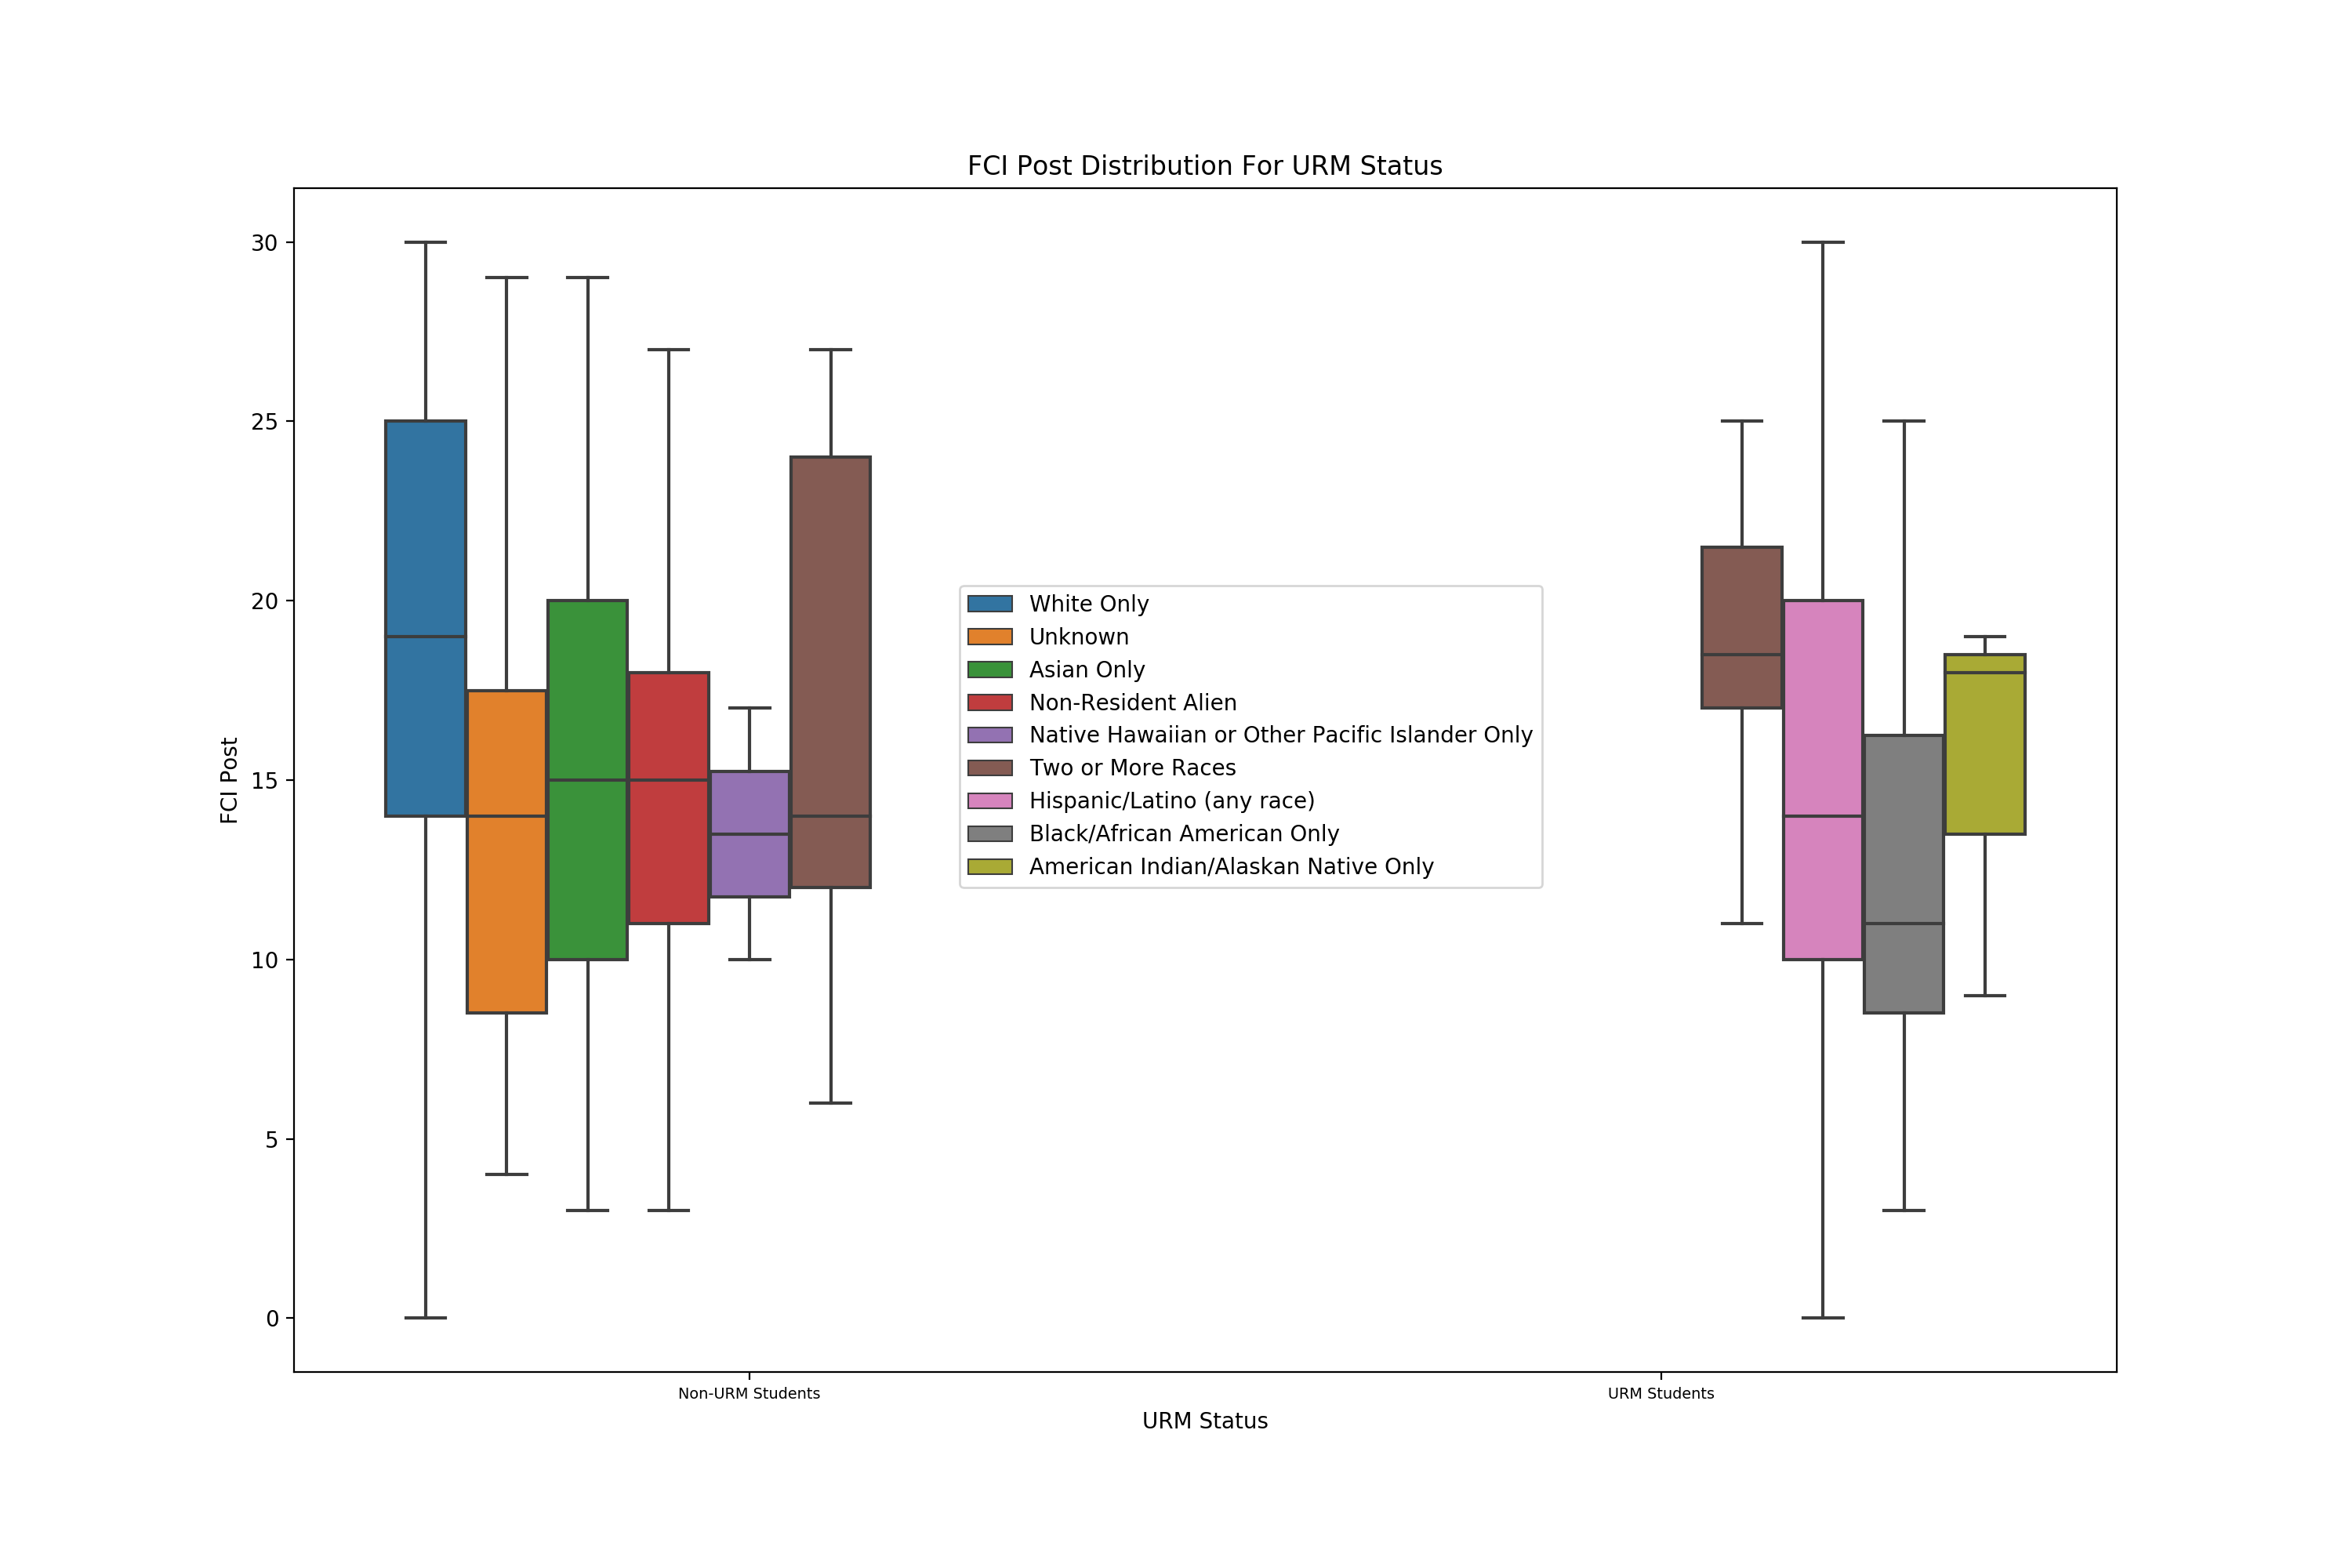 FCI Post Distribution For URM Status
30
25
20
15
10
5
0
FCI Post
White Only
Unknown
Asian Only
Non-Resident Alien
Native Hawaiian or Other Pacific Islander Only
Two or More Races
Hispanic/Latino (any race)
Black/African American Only
American Indian/Alaskan Native Only
Non-URM Students
URM Students
URM Status